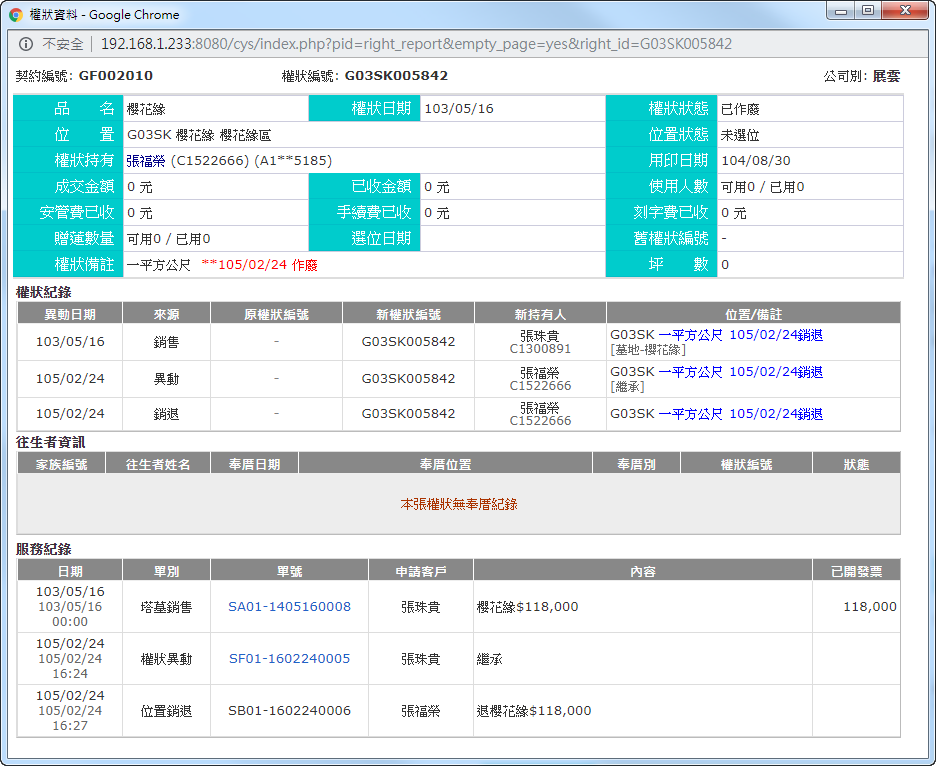 權狀資料 - Google Chrome
不安全 | 192.168.1.233:8080/cys/index.php?pid=right_report&empty_page=yes&right_id=G03SK005842
契約編號: GF002010 權狀編號: G03SK005842 公司別: 展雲
品 名 櫻花緣 權狀日期 103/05/16 權狀狀態 已作廢
位 置 G03SK 櫻花緣 櫻花緣區 位置狀態 未選位
權狀持有 張福榮 (C1522666) (A1**5185) 用印日期 104/08/30
成交金額 0 元 已收金額 0 元 使用人數 可用0 / 已用0
安管費已收 0 元 手續費已收 0 元 刻字費已收 0 元
贈蓮數量 可用0 / 已用0 選位日期 舊權狀編號 -
權狀備註 一平方公尺 **105/02/24 作廢 坪 數 0
權狀紀錄
異動日期 來源 原權狀編號 新權狀編號 新持有人 位置/備註
103/05/16 銷售 - G03SK005842 張珠貴 C1300891 G03SK 一平方公尺 105/02/24銷退
[墓地-櫻花緣]
105/02/24 異動 - G03SK005842 張福榮 C1522666 G03SK 一平方公尺 105/02/24銷退
[繼承]
105/02/24 銷退 - G03SK005842 張福榮 C1522666 G03SK 一平方公尺 105/02/24銷退
往生者資訊
家族編號 往生者姓名 奉厝日期 奉厝位置 奉厝別 權狀編號 狀態
本張權狀無奉厝紀錄
服務紀錄
日期 單別 單號 申請客戶 內容 已開發票
103/05/16
103/05/16
00:00
塔墓銷售 SA01-1405160008 張珠貴 櫻花緣$118,000 118,000
105/02/24
105/02/24
16:24
權狀異動 SF01-1602240005 張珠貴 繼承
105/02/24
105/02/24
16:27
位置銷退 SB01-1602240006 張福榮 退櫻花緣$118,000